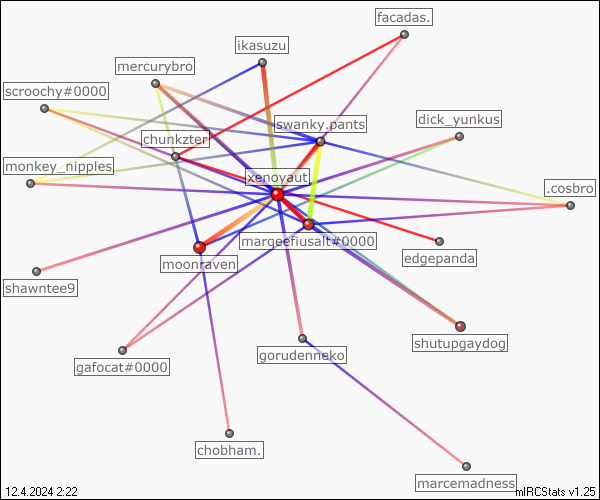 facadas.
ikasuzu
mercurybro
scroochy#0000
swanky.pants
dick_yunkus
chunkzter
monkey_nipples
xenoyaut
.cosbro
marqeefiusalt#0000
edgepanda
moonraven
shawntee9
shutupgaydog
gorudenneko
gafocat#0000
chobham.
marcemadness
12.4.2024 2:22
mIRCStats v1.25